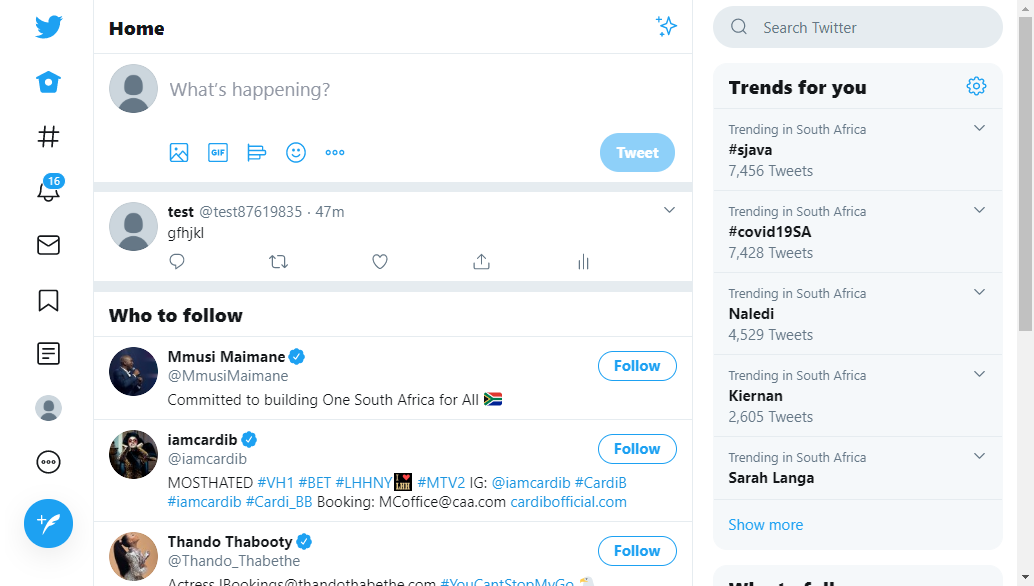 Home
What's happening?
GIF
Tweet
16
test @test87619835 · 47m
gfhjkl
Who to follow
Mmusi Maimane
@MmusiMaimane
Follow
Committed to building One South Africa for All
iamcardib
@iamcardib
Follow
MOSTHATED #VH1 #BET #LHHNY #MTV2 IG: @iamcardib #CardiB
#iamcardib #Cardi_BB Booking: MCoffice@caa.com cardibofficial.com
Thando Thabooty
@Thando_Thabethe
Follow
Actress|Bookings@thandothabethe.com #YouCantStopMyGo
Search Twitter
Trends for you
Trending in South Africa
#sjava
7,456 Tweets
Trending in South Africa
#covid19SA
7,428 Tweets
Trending in South Africa
Naledi
4,529 Tweets
Trending in South Africa
Kiernan
2,605 Tweets
Trending in South Africa
Sarah Langa
Show more